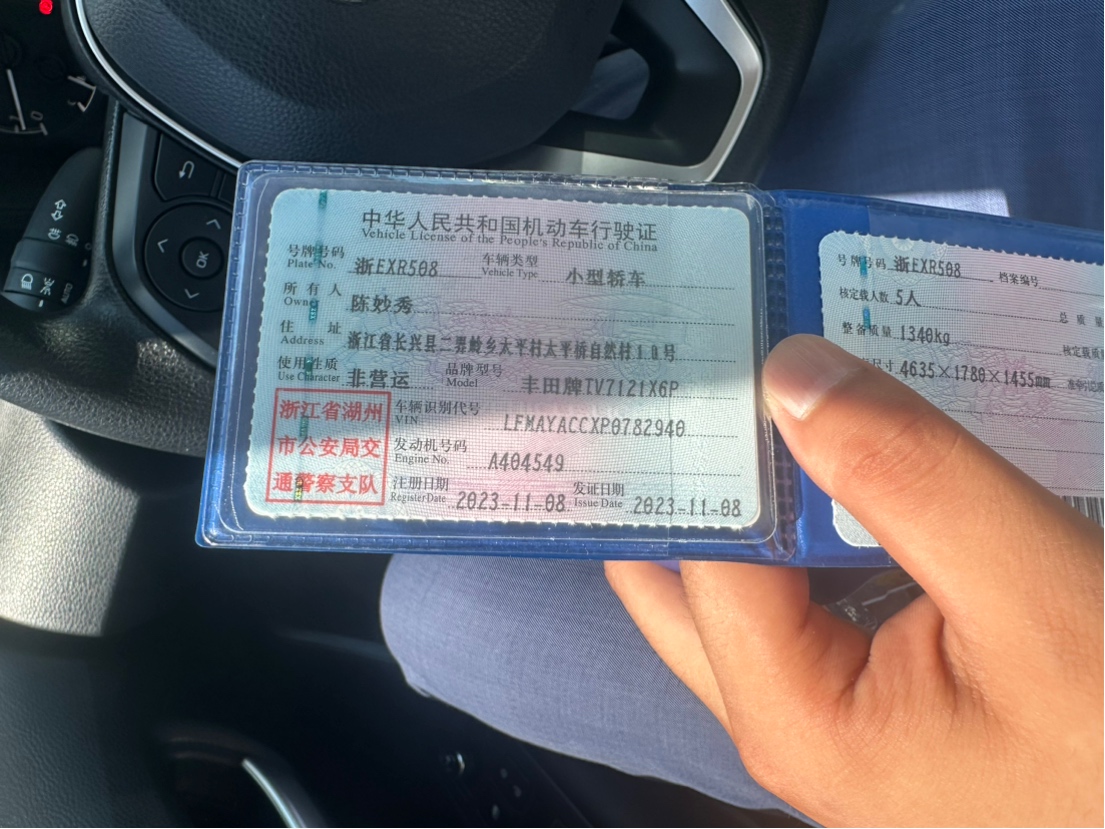 中华人民共和国机动车行驶证
Vehicle License of the People's Republic of China
号牌号码 浙EXR508 车辆类型 小型轿车
Plate No. Vehicle Type
所有人 陈妙秀
Owner
住址 浙江省长兴县二界岭乡太平村太平桥自然村10号
Address
使用性质 非营运 品牌型号 丰田牌TV7121X6P
Use Character Model
车辆识别代号 LFMAYACCXP0782940
VIN
发动机号码 A404549
Engine No.
注册日期 2023-11-08 发证日期 2023-11-08
Register Date Issue Date
浙江省湖州
市公安局交
通警察支队
号牌号码 浙EXR508 档案编号
核定载人数 5人 总质量
整备质量 1340kg 核定载质量
尺寸 4635×1780×1455mm
OK